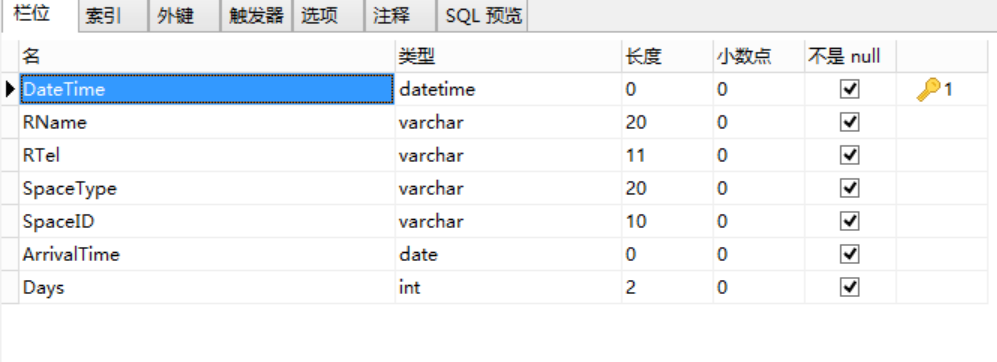 栏位 索引 外键 触发器 选项 注释 SQL 预览
名 类型 长度 小数点 不是 null
DateTime datetime 0 0 1
RName varchar 20 0
RTel varchar 11 0
SpaceType varchar 20 0
SpaceID varchar 10 0
ArrivalTime date 0 0
Days int 2 0